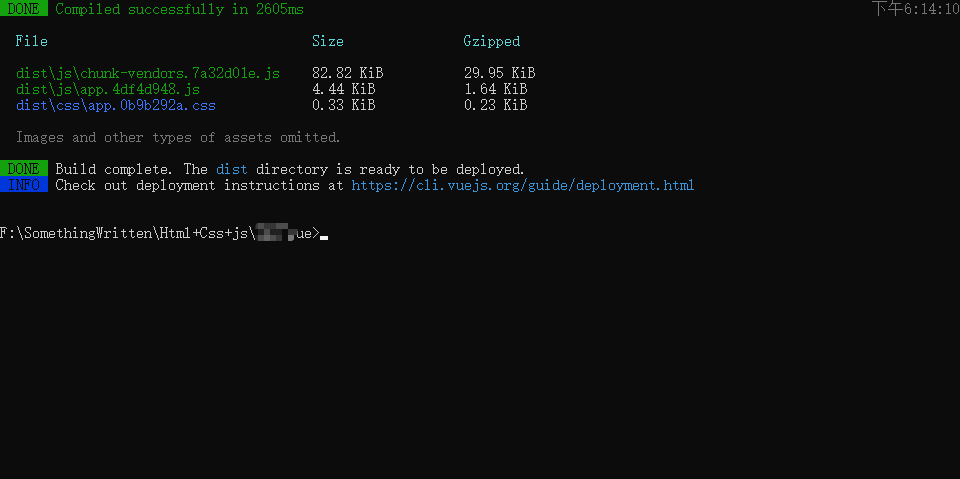 DONE Compiled successfully in 2605ms 下午6:14:10
File Size Gzipped
dist\js\chunk-vendors.7a32d01e.js 82.82 KiB 29.95 KiB
dist\js\app.4df4d948.js 4.44 KiB 1.64 KiB
dist\css\app.0b9b292a.css 0.33 KiB 0.23 KiB
Images and other types of assets omitted.
DONE Build complete. The dist directory is ready to be deployed.
INFO Check out deployment instructions at https://cli.vuejs.org/guide/deployment.html
F:\SomethingWritten\Html+Css+js\ue>